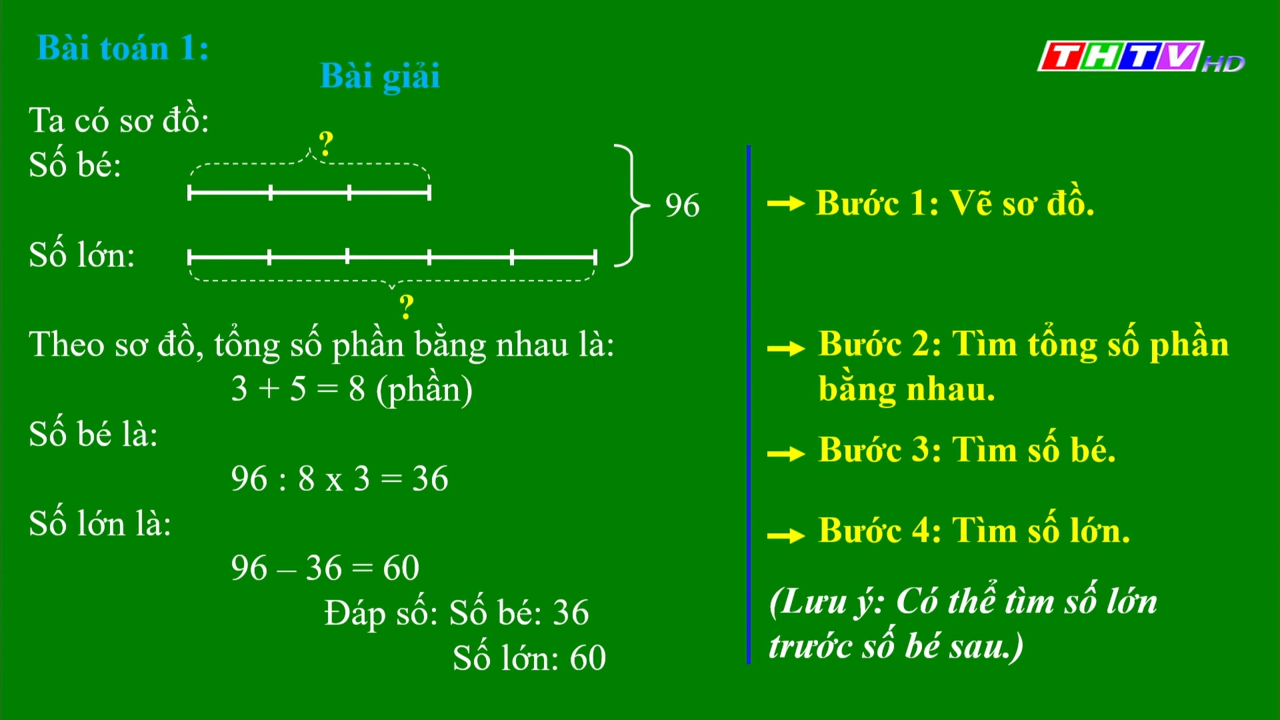 Bài toán 1:
Bài giải
THTV HD
Ta có sơ đồ:
Số bé:
?
96
Số lớn:
?
Theo sơ đồ, tổng số phần bằng nhau là:
3 + 5 = 8 (phần)
Số bé là:
96 : 8 x 3 = 36
Số lớn là:
96 – 36 = 60
Đáp số: Số bé: 36
Số lớn: 60
Bước 1: Vẽ sơ đồ.
Bước 2: Tìm tổng số phần
bằng nhau.
Bước 3: Tìm số bé.
Bước 4: Tìm số lớn.
(Lưu ý: Có thể tìm số lớn
trước số bé sau.)